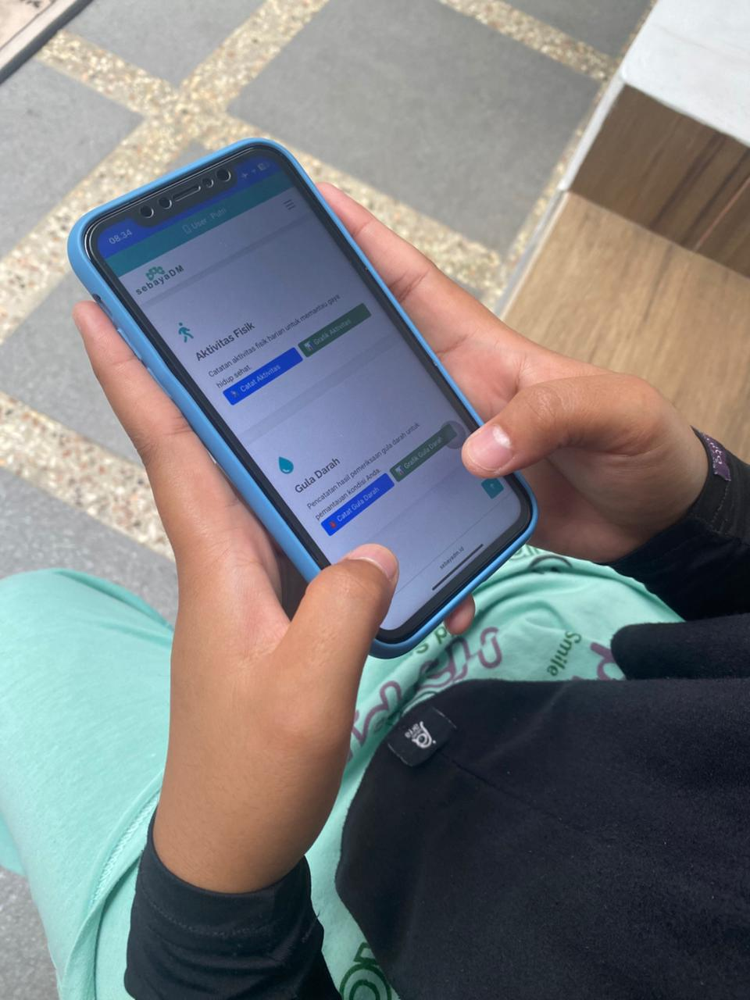 08.34
User : Putri
sebayaDM
Aktivitas Fisik
Catatan aktivitas fisik harian untuk memantau gaya
hidup sehat.
Catat Aktivitas
Grafik Aktivitas
Gula Darah
Pencatatan hasil pemeriksaan gula darah untuk
pemantauan kondisi Anda.
Catat Gula Darah
Grafik Gula Darah
sebayadm.id
Smile